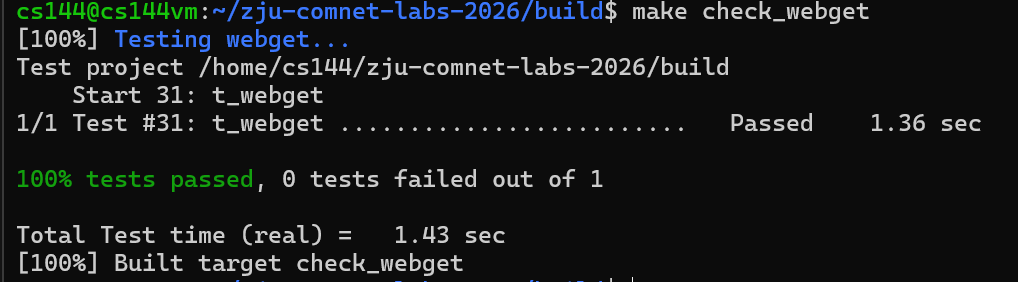 cs144@cs144vm:~/zju-comnet-labs-2026/build$ make check_webget
[100%] Testing webget...
Test project /home/cs144/zju-comnet-labs-2026/build
    Start 31: t_webget
1/1 Test #31: t_webget .........................   Passed    1.36 sec

100% tests passed, 0 tests failed out of 1

Total Test time (real) =   1.43 sec
[100%] Built target check_webget